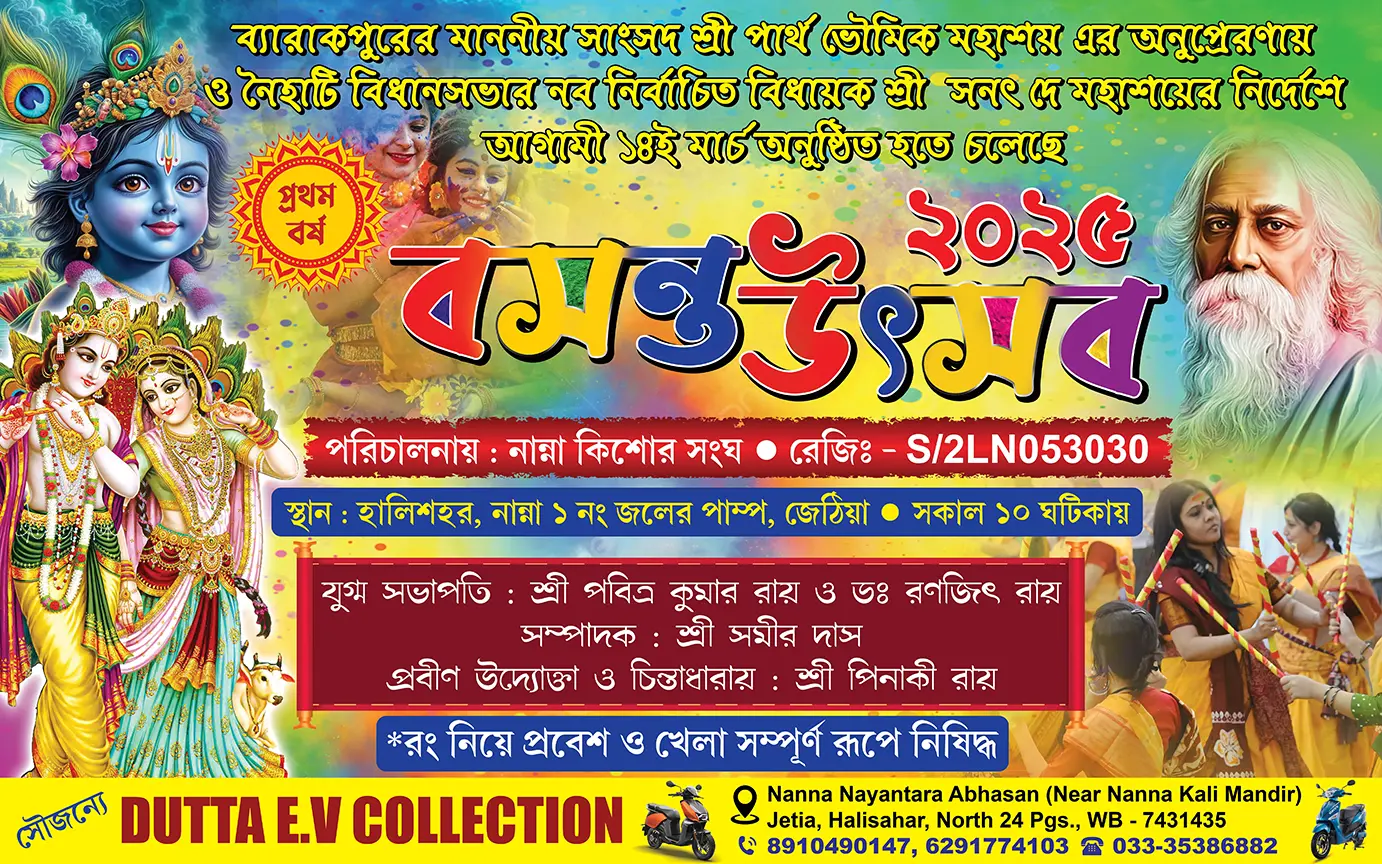 ব্যারাকপুরের মাননীয় সাংসদ শ্রী পার্থ ভৌমিক মহাশয় এর অনুপ্রেরণায়
ও নৈহাটি বিধানসভার নব নির্বাচিত বিধায়ক শ্রী সনৎ দে মহাশয়ের নির্দেশে
আগামী ১৪ই মার্চ অনুষ্ঠিত হতে চলেছে
প্রথম
বর্ষ
২০২৫
বসন্ত উৎসব
পরিচালনায় : নান্না কিশোর সংঘ ● রেজিঃ - S/2LN053030
স্থান : হালিশহর, নান্না ১ নং জলের পাম্প, জেঠিয়া ● সকাল ১০ ঘটিকায়
যুগ্ম সভাপতি : শ্রী পবিত্র কুমার রায় ও ডঃ রণজিৎ রায়
সম্পাদক : শ্রী সমীর দাস
প্রবীণ উদ্যোক্তা ও চিন্তাধারায় : শ্রী পিনাকী রায়
*রং নিয়ে প্রবেশ ও খেলা সম্পূর্ণ রূপে নিষিদ্ধ
সৌজন্যে DUTTA E.V COLLECTION
Nanna Nayantara Abhasan (Near Nanna Kali Mandir)
Jetia, Halisahar, North 24 Pgs., WB - 7431435
8910490147, 6291774103 ☎ 033-35386882